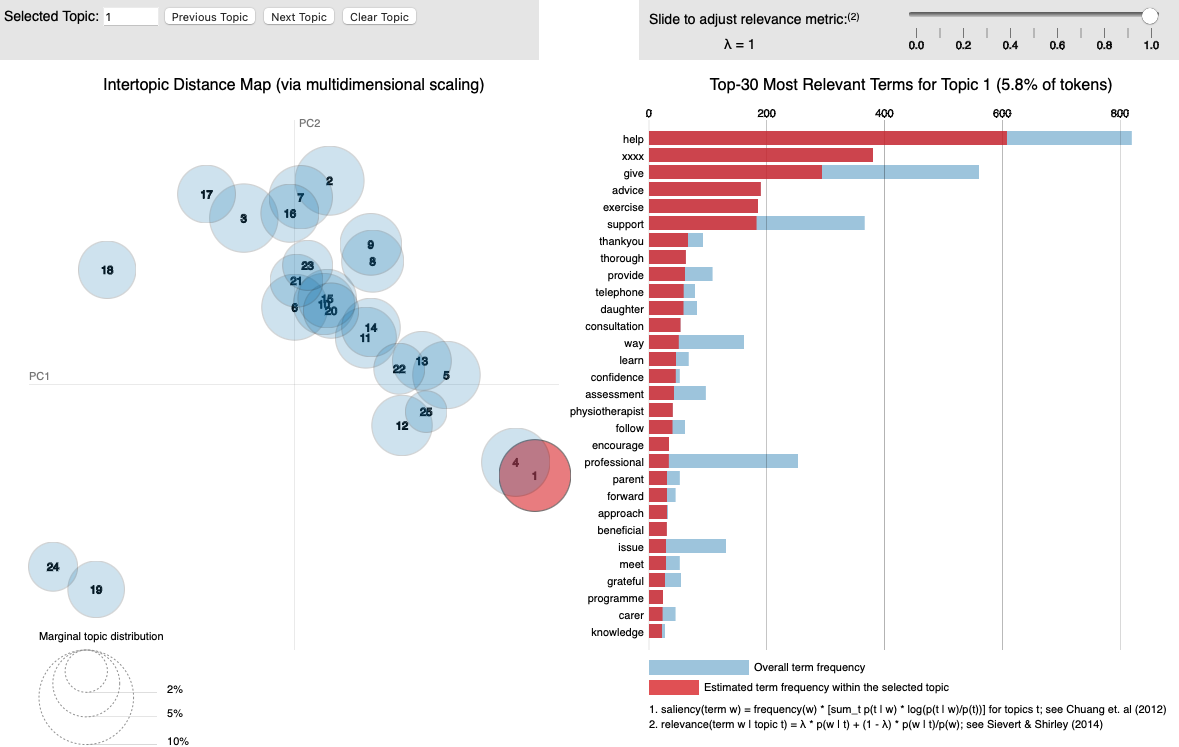 Selected Topic: 1 Previous Topic Next Topic Clear Topic
Slide to adjust relevance metric:(2)
λ = 1
0.0 0.2 0.4 0.6 0.8 1.0
Intertopic Distance Map (via multidimensional scaling)
PC2
PC1
2
17
7
16
3
9
8
18
23
21
15
10
6
20
14
11
13
22
5
25
12
4
1
24
19
Marginal topic distribution
2%
5%
10%
Top-30 Most Relevant Terms for Topic 1 (5.8% of tokens)
0 200 400 600 800
help
xxxx
give
advice
exercise
support
thankyou
thorough
provide
telephone
daughter
consultation
way
learn
confidence
assessment
physiotherapist
follow
encourage
professional
parent
forward
approach
beneficial
issue
meet
grateful
programme
carer
knowledge
Overall term frequency
Estimated term frequency within the selected topic
1. saliency(term w) = frequency(w) * [sum_t p(t | w) * log(p(t | w)/p(t))] for topics t; see Chuang et. al (2012)
2. relevance(term w | topic t) = λ * p(w | t) + (1 - λ) * p(w | t)/p(w); see Sievert & Shirley (2014)